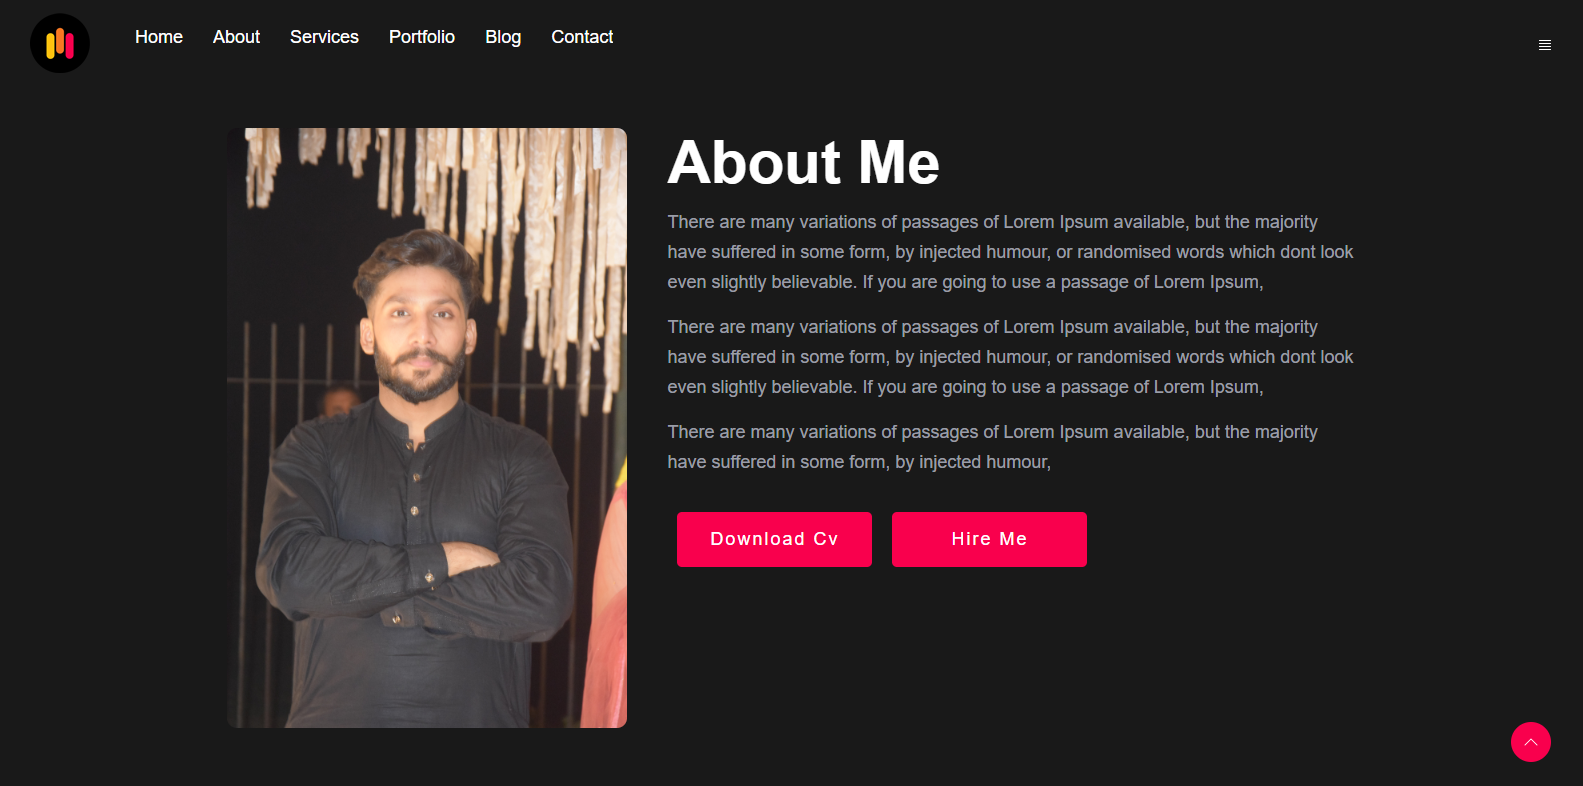 Home About Services Portfolio Blog Contact
About Me
There are many variations of passages of Lorem Ipsum available, but the majority
have suffered in some form, by injected humour, or randomised words which dont look
even slightly believable. If you are going to use a passage of Lorem Ipsum,
There are many variations of passages of Lorem Ipsum available, but the majority
have suffered in some form, by injected humour, or randomised words which dont look
even slightly believable. If you are going to use a passage of Lorem Ipsum,
There are many variations of passages of Lorem Ipsum available, but the majority
have suffered in some form, by injected humour,
Download Cv Hire Me